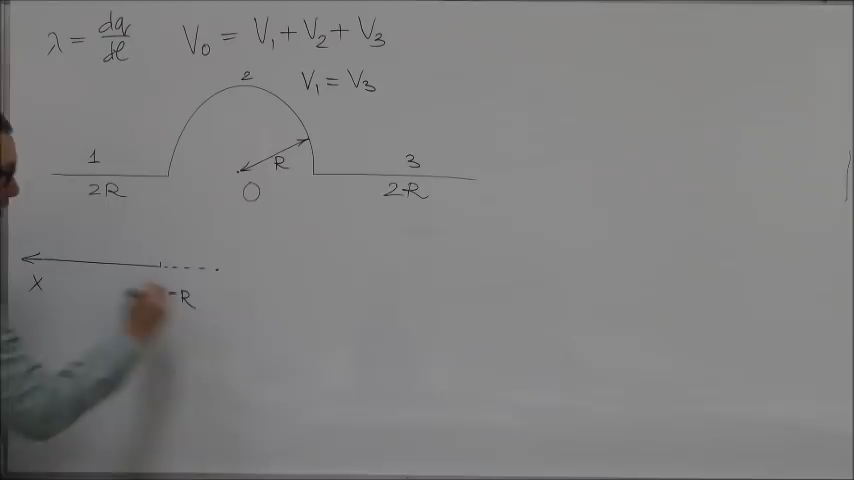 λ = dq/dl
V₀ = V₁ + V₂ + V₃
V₁ = V₃
2
1
2R
R
O
3
2R
X
-R